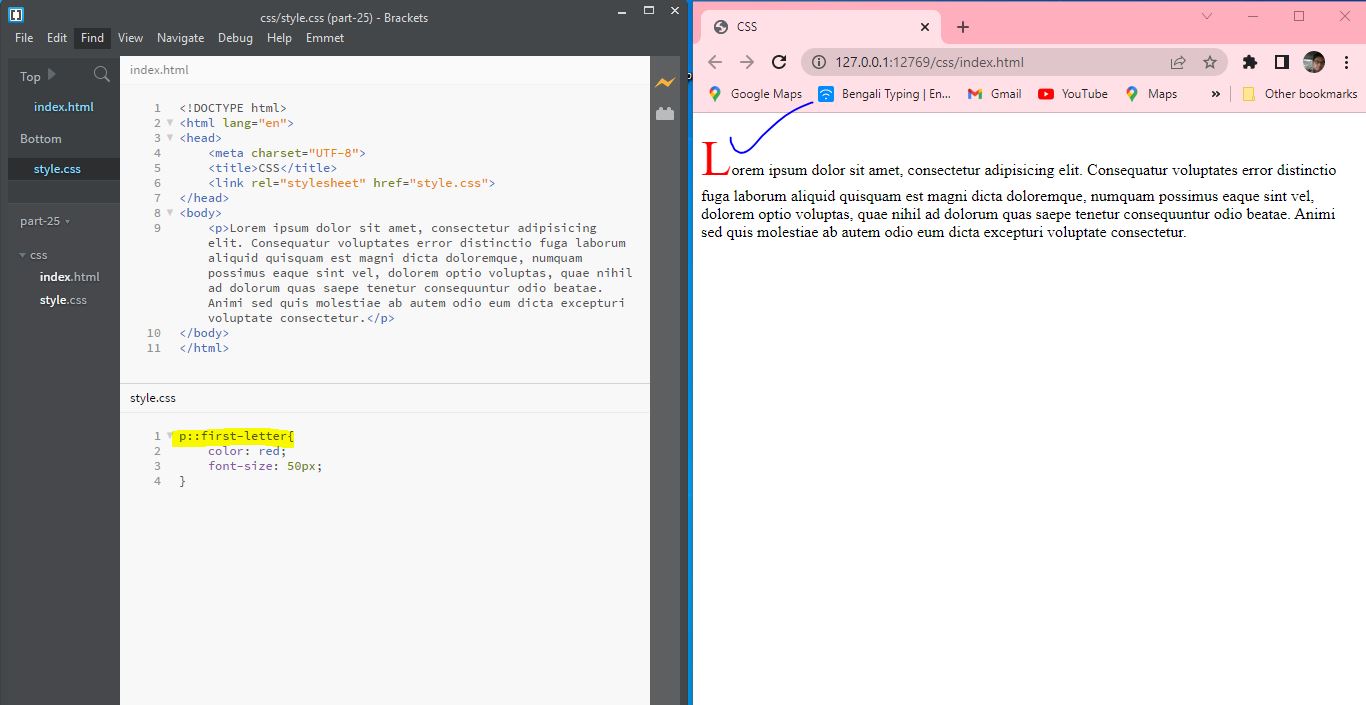 css/style.css (part-25) - Brackets
File Edit Find View Navigate Debug Help Emmet
Top
index.html
Bottom
style.css
part-25
css
index.html
style.css
index.html
1 <!DOCTYPE html>
2 <html lang="en">
3 <head>
4 <meta charset="UTF-8">
5 <title>CSS</title>
6 <link rel="stylesheet" href="style.css">
7 </head>
8 <body>
9 <p>Lorem ipsum dolor sit amet, consectetur adipisicing
elit. Consequatur voluptates error distinctio fuga laborum
aliquid quisquam est magni dicta doloremque, numquam
possimus eaque sint vel, dolorem optio voluptas, quae nihil
ad dolorum quas saepe tenetur consequuntur odio beatae.
Animi sed quis molestiae ab autem odio eum dicta excepturi
voluptate consectetur.</p>
10 </body>
11 </html>
style.css
1 p::first-letter{
2 color: red;
3 font-size: 50px;
4 }
CSS
127.0.0.1:12769/css/index.html
Google Maps Bengali Typing | En... Gmail YouTube Maps » Other bookmarks
Lorem ipsum dolor sit amet, consectetur adipisicing elit. Consequatur voluptates error distinctio
fuga laborum aliquid quisquam est magni dicta doloremque, numquam possimus eaque sint vel,
dolorem optio voluptas, quae nihil ad dolorum quas saepe tenetur consequuntur odio beatae. Animi
sed quis molestiae ab autem odio eum dicta excepturi voluptate consectetur.